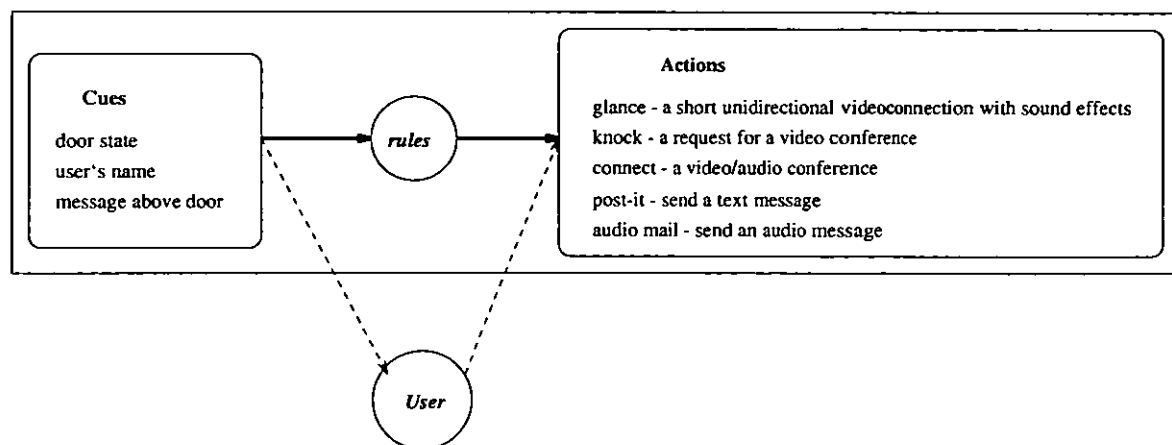 Cues
door state
user's name
message above door
rules
Actions
glance - a short unidirectional videoconnection with sound effects
knock - a request for a video conference
connect - a video/audio conference
post-it - send a text message
audio mail - send an audio message
User